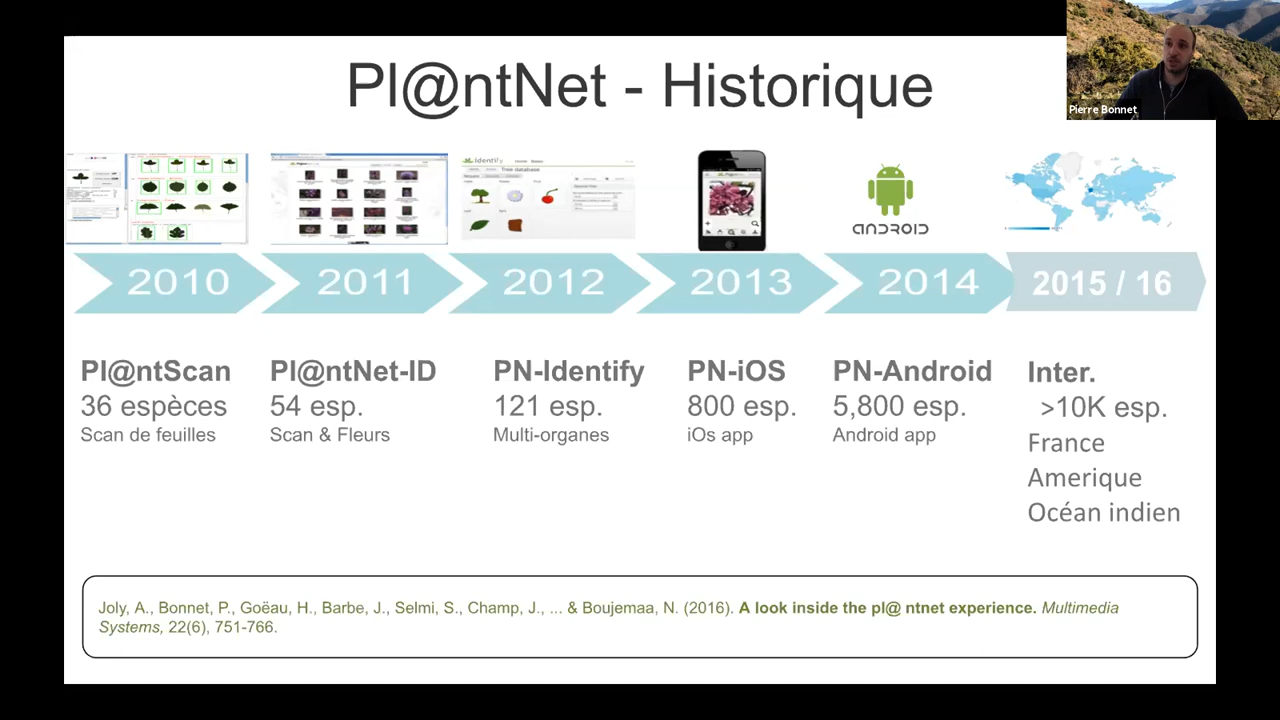 Pl@ntNet - Historique
Pierre Bonnet
Identify
Tree database
ANDROID
2010
2011
2012
2013
2014
2015 / 16
Pl@ntScan
36 espèces
Scan de feuilles
Pl@ntNet-ID
54 esp.
Scan & Fleurs
PN-Identify
121 esp.
Multi-organes
PN-iOS
800 esp.
iOs app
PN-Android
5,800 esp.
Android app
Inter.
>10K esp.
France
Amerique
Océan indien
Joly, A., Bonnet, P., Goëau, H., Barbe, J., Selmi, S., Champ, J., ... & Boujemaa, N. (2016). A look inside the pl@ ntnet experience. Multimedia
Systems, 22(6), 751-766.